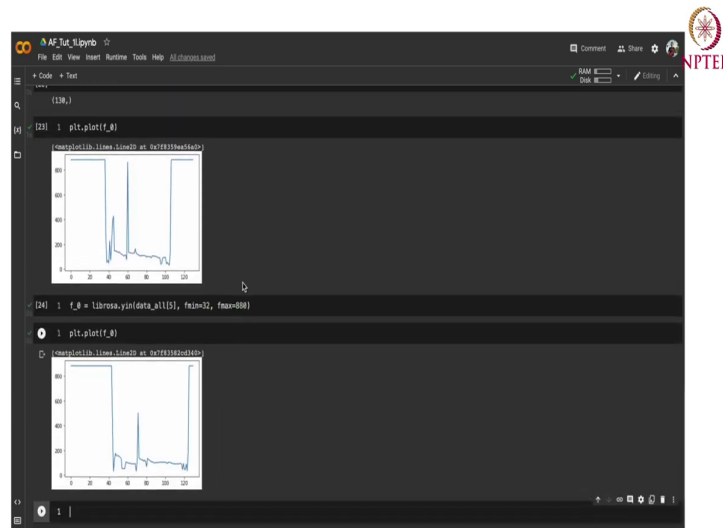 AF_Tut_1I.ipynb
Comment Share
NPTEL
File Edit View Insert Runtime Tools Help All changes saved
+ Code + Text
RAM
Disk
Editing
(130,)
[23] 1 plt.plot(f_0)
[<matplotlib.lines.Line2D at 0x7f8359ea56a0>]
800
600
400
200
0
0 20 40 60 80 100 120
[24] 1 f_0 = librosa.yin(data_all[5], fmin=32, fmax=880)
1 plt.plot(f_0)
[<matplotlib.lines.Line2D at 0x7f83582cd340>]
800
600
400
200
0
0 20 40 60 80 100 120
1